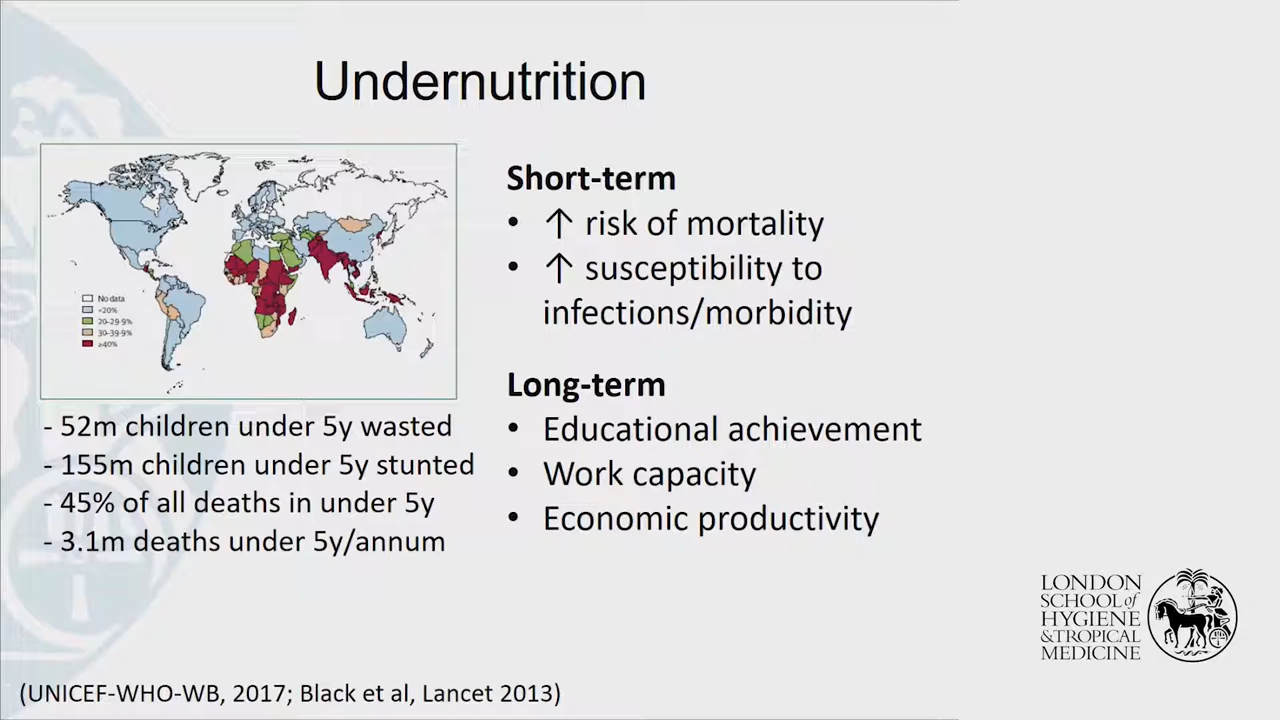 Undernutrition
No data
<20%
20-29·9%
30-39·9%
≥40%
- 52m children under 5y wasted
- 155m children under 5y stunted
- 45% of all deaths in under 5y
- 3.1m deaths under 5y/annum
Short-term
• ↑ risk of mortality
• ↑ susceptibility to
infections/morbidity
Long-term
• Educational achievement
• Work capacity
• Economic productivity
LONDON
SCHOOL of
HYGIENE
& TROPICAL
MEDICINE
(UNICEF-WHO-WB, 2017; Black et al, Lancet 2013)